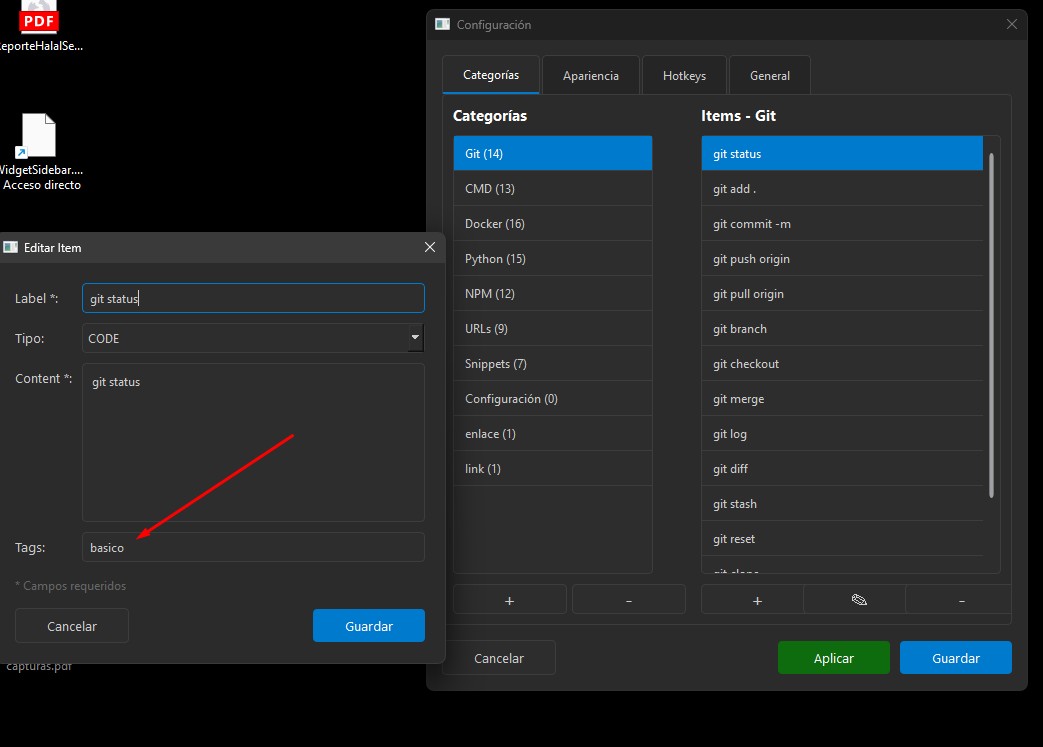 PDF
eporteHalalSe...
VidgetSidebar....
Acceso directo
capturas.pdf
Configuración
Categorías
Apariencia
Hotkeys
General
Categorías
Git (14)
CMD (13)
Docker (16)
Python (15)
NPM (12)
URLs (9)
Snippets (7)
Configuración (0)
enlace (1)
link (1)
+
-
Items - Git
git status
git add .
git commit -m
git push origin
git pull origin
git branch
git checkout
git merge
git log
git diff
git stash
git reset
git clone
+
-
Cancelar
Aplicar
Guardar
Editar Item
Label *:
git status
Tipo:
CODE
Content *:
git status
Tags:
basico
* Campos requeridos
Cancelar
Guardar